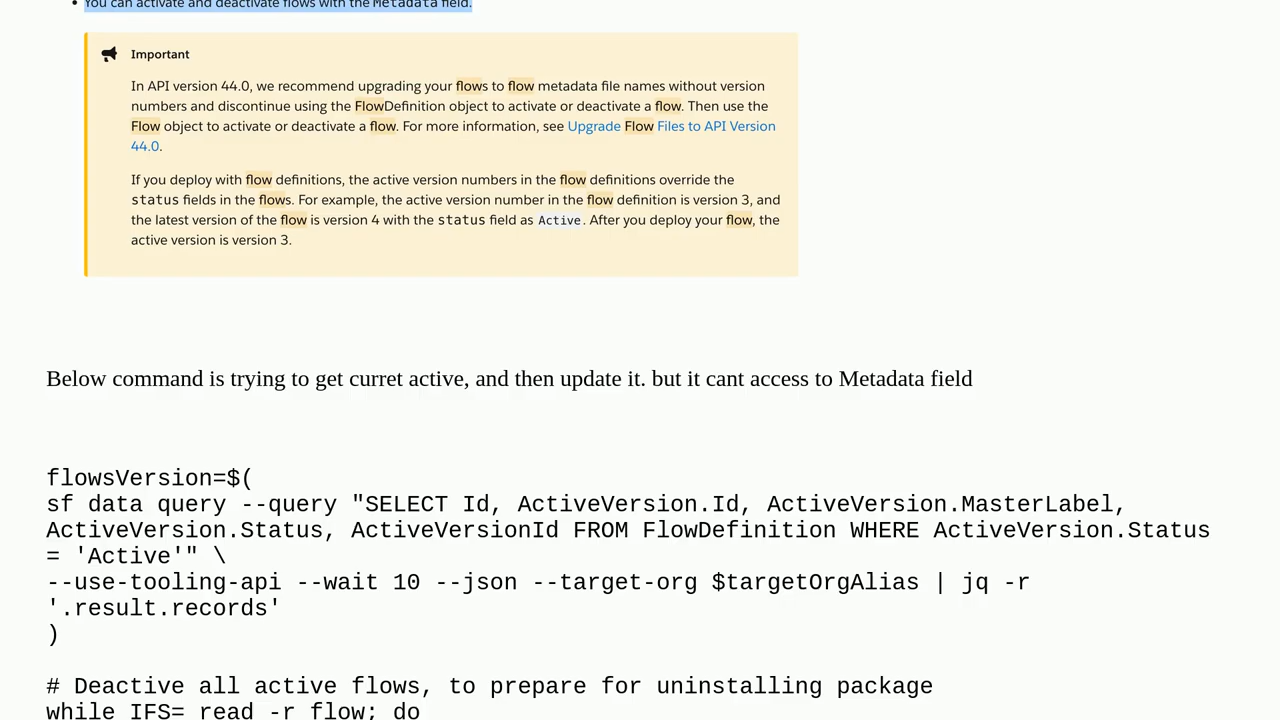 You can activate and deactivate flows with the Metadata field.
Important
In API version 44.0, we recommend upgrading your flows to flow metadata file names without version
numbers and discontinue using the FlowDefinition object to activate or deactivate a flow. Then use the
Flow object to activate or deactivate a flow. For more information, see Upgrade Flow Files to API Version
44.0.
If you deploy with flow definitions, the active version numbers in the flow definitions override the
status fields in the flows. For example, the active version number in the flow definition is version 3, and
the latest version of the flow is version 4 with the status field as Active. After you deploy your flow, the
active version is version 3.
Below command is trying to get curret active, and then update it. but it cant access to Metadata field
flowsVersion=$(
sf data query --query "SELECT Id, ActiveVersion.Id, ActiveVersion.MasterLabel,
ActiveVersion.Status, ActiveVersionId FROM FlowDefinition WHERE ActiveVersion.Status
= 'Active'" \
--use-tooling-api --wait 10 --json --target-org $targetOrgAlias | jq -r
'.result.records'
)
# Deactive all active flows, to prepare for uninstalling package
while IFS= read -r flow; do